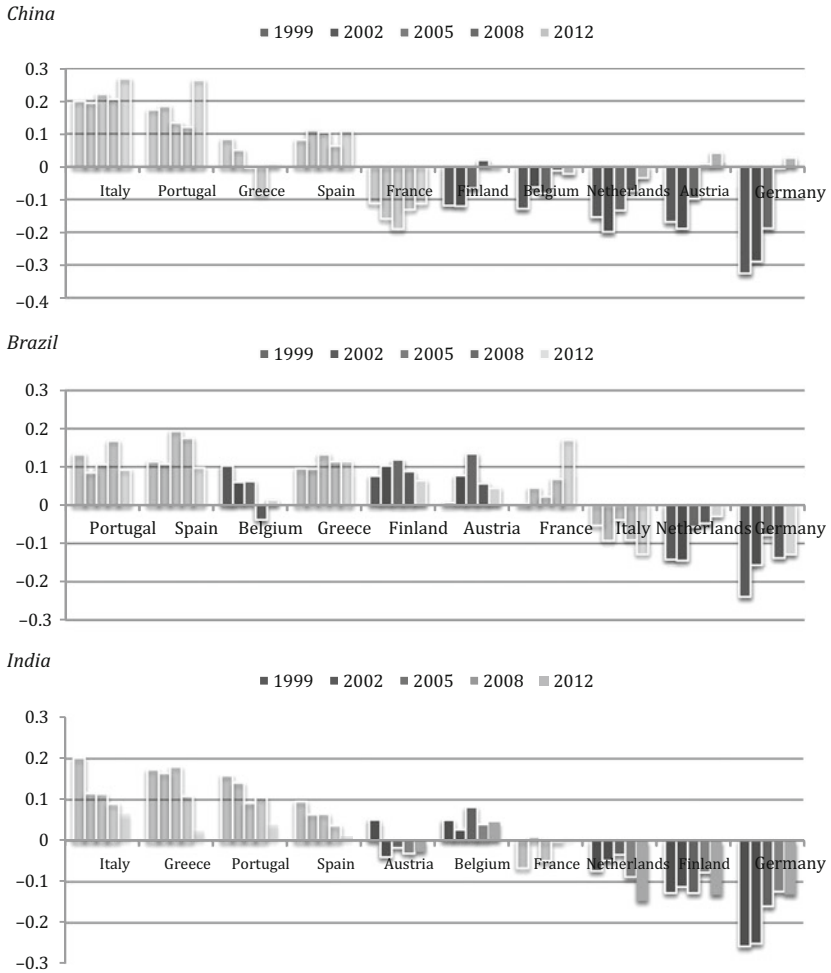 China
■ 1999 ■ 2002 ■ 2005 ■ 2008 ■ 2012
0.3
0.2
0.1
0
−0.1
−0.2
−0.3
−0.4
Italy Portugal Greece Spain France Finland Belgium Netherlands Austria Germany
Brazil
■ 1999 ■ 2002 ■ 2005 ■ 2008 ■ 2012
0.3
0.2
0.1
0
−0.1
−0.2
−0.3
Portugal Spain Belgium Greece Finland Austria France Italy Netherlands Germany
India
■ 1999 ■ 2002 ■ 2005 ■ 2008 ■ 2012
0.3
0.2
0.1
0
−0.1
−0.2
−0.3
Italy Greece Portugal Spain Austria Belgium France Netherlands Finland Germany